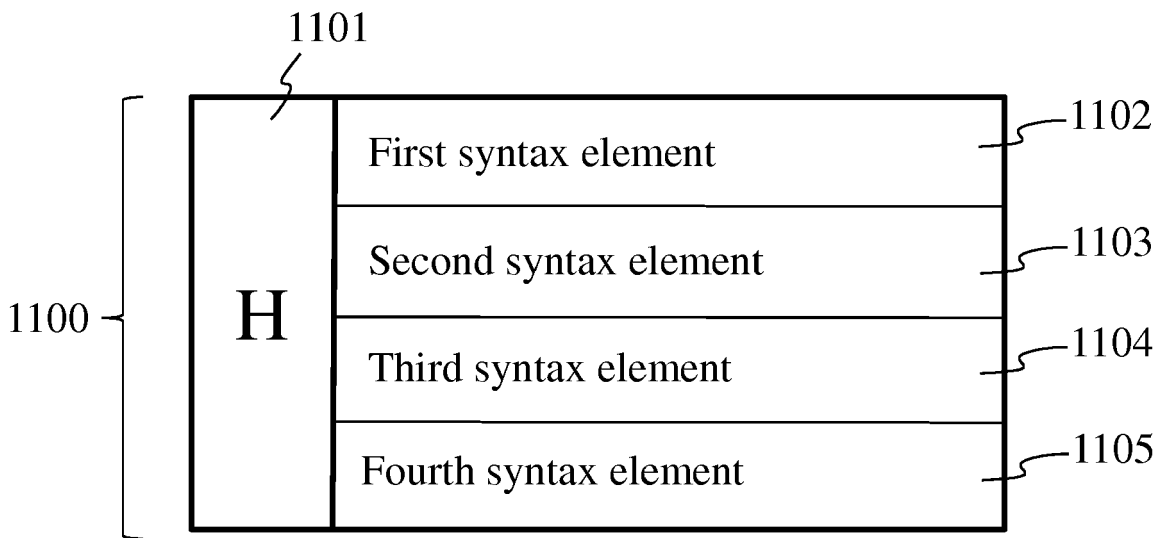 1101
First syntax element
1102
Second syntax element
1103
1100
H
Third syntax element
1104
Fourth syntax element
1105